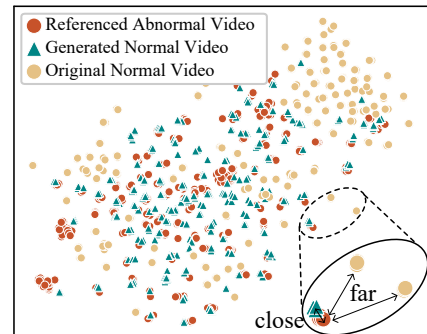 Referenced Abnormal Video
Generated Normal Video
Original Normal Video
far
close